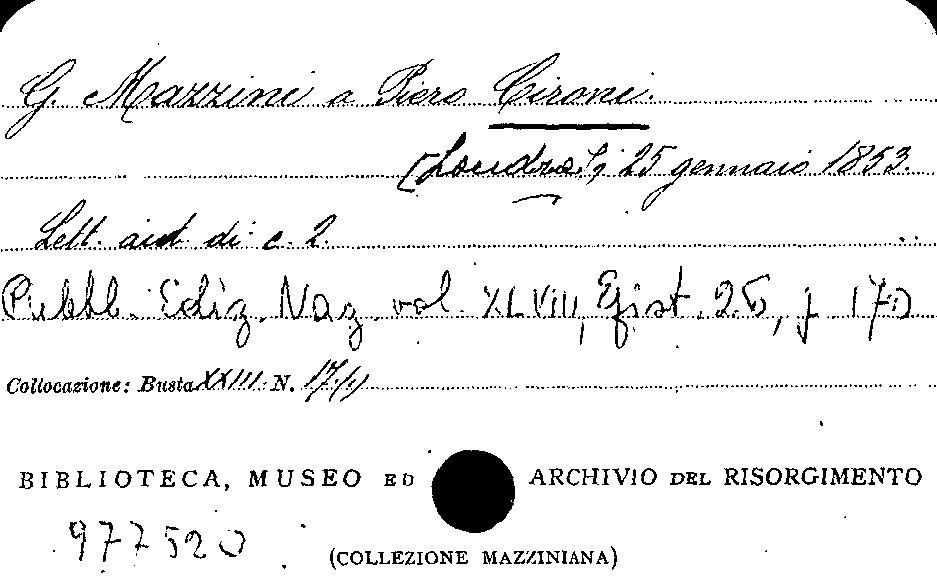 G. Mazzini a Piero Cironi.
[Londra], 25 gennaio 1853.
Lett. aut. di c. 2.
Pubbl. Ediz. Naz. vol. XLVIII, Epist. 25, p. 170
Collocazione: Busta XXIII N. 17/
BIBLIOTECA, MUSEO ED ARCHIVIO DEL RISORGIMENTO
977520
(COLLEZIONE MAZZINIANA)